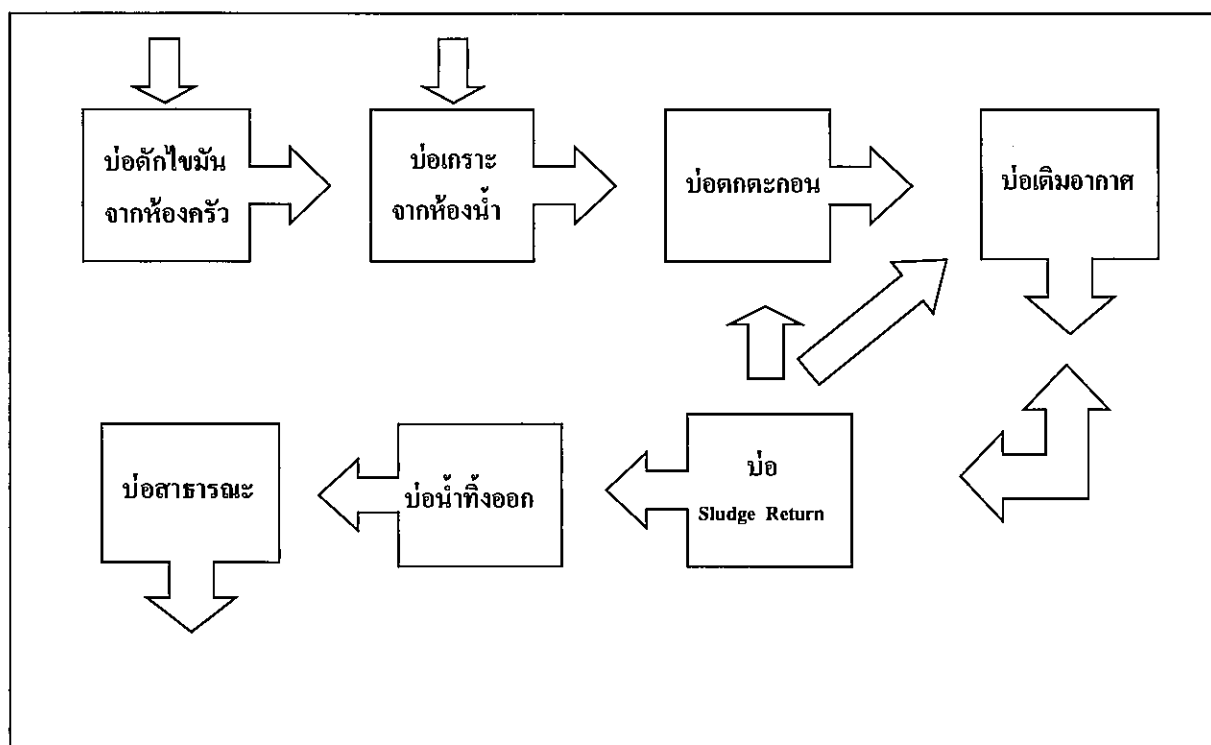 บ่อดักไขมัน
จากห้องครัว
บ่อเกราะ
จากห้องน้ำ
บ่อตกตะกอน
บ่อเติมอากาศ
บ่อสาธารณะ
บ่อน้ำทิ้งออก
บ่อ
Sludge Return